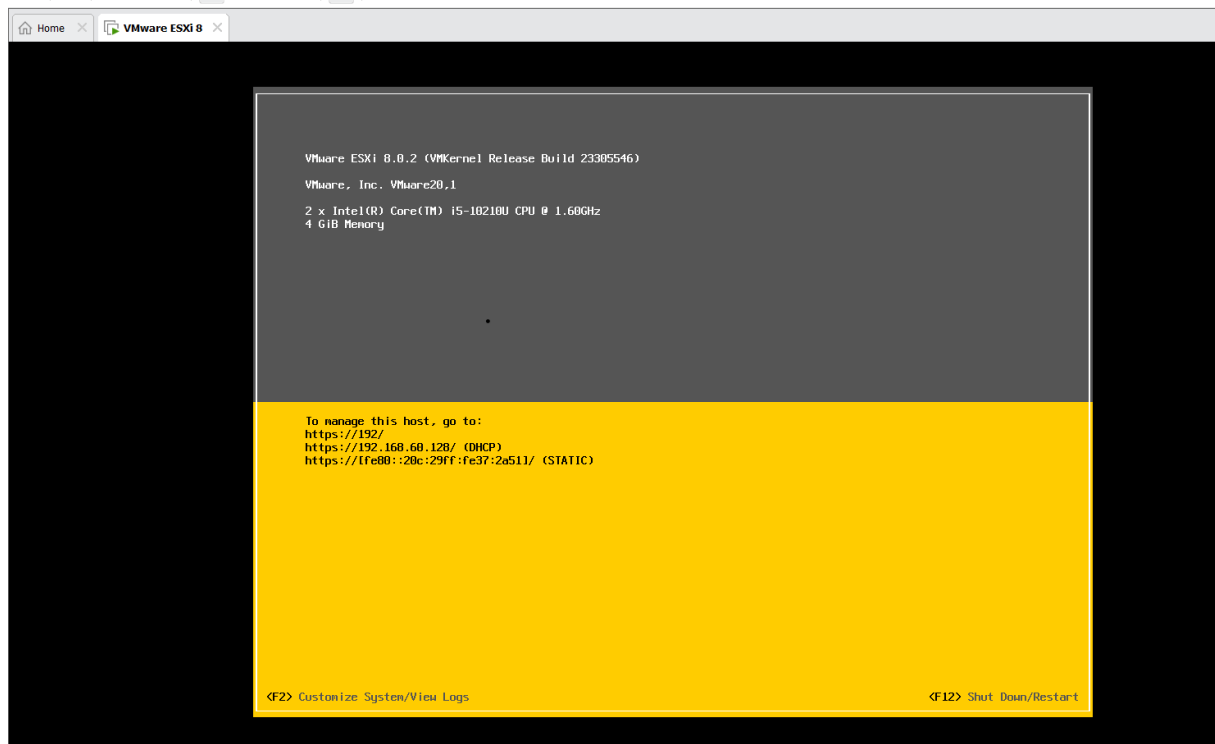 Home
VMware ESXi 8
VMware ESXi 8.0.2 (VMKernel Release Build 23305546)
VMware, Inc. VMware20,1
2 x Intel(R) Core(TM) i5-10210U CPU @ 1.60GHz
4 GiB Memory
To manage this host, go to:
https://192/
https://192.168.60.128/ (DHCP)
https://[fe80::20c:29ff:fe37:2a51]/ (STATIC)
<F2> Customize System/View Logs
<F12> Shut Down/Restart